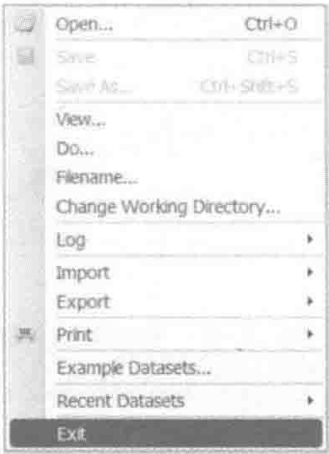 Open... Ctrl+O
Save Ctrl+S
Save As... Ctrl+Shift+S
View...
Do...
Filename...
Change Working Directory...
Log
Import
Export
Print
Example Datasets...
Recent Datasets
Exit